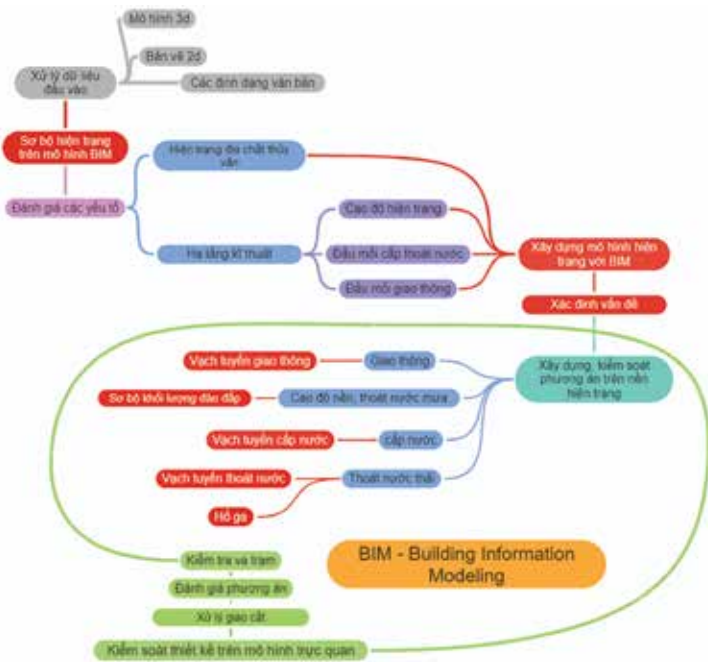 Mô hình 3d
Bản vẽ 2d
Các định dạng văn bản
Xử lý dữ liệu
đầu vào
Sơ bộ hiện trạng
trên mô hình BIM
Đánh giá các yếu tố
Hiện trạng địa chất thủy
văn
Hạ tầng kĩ thuật
Cao độ hiện trạng
Đấu mối cấp thoát nước
Đấu mối giao thông
Xây dựng mô hình hiện
trạng với BIM
Xác định vấn đề
Xây dựng, kiểm soát
phương án trên nền
hiện trạng
Giao thông
Vạch tuyến giao thông
Cao độ nền, thoát nước mưa
Sơ bộ khối lượng đào đắp
cấp nước
Vạch tuyến cấp nước
Thoát nước thải
Vạch tuyến thoát nước
Hố ga
BIM - Building Information
Modeling
Kiểm tra va trạm
Đánh giá phương án
Xử lý giao cắt
Kiểm soát thiết kế trên mô hình trực quan